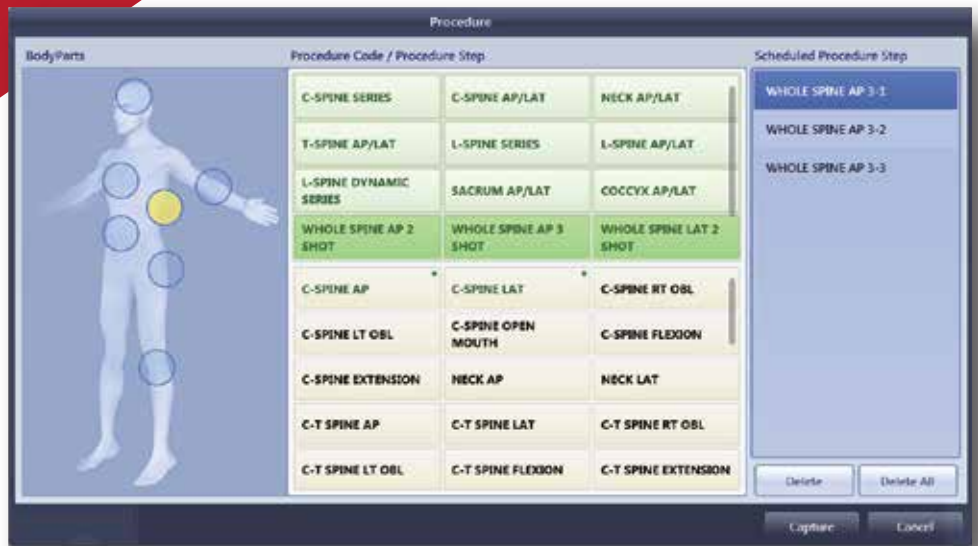 Procedure
BodyParts
Procedure Code / Procedure Step
Scheduled Procedure Step
C-SPINE SERIES
C-SPINE AP/LAT
NECK AP/LAT
T-SPINE AP/LAT
L-SPINE SERIES
L-SPINE AP/LAT
L-SPINE DYNAMIC
SERIES
SACRUM AP/LAT
COCCYX AP/LAT
WHOLE SPINE AP 2
SHOT
WHOLE SPINE AP 3
SHOT
WHOLE SPINE LAT 2
SHOT
C-SPINE AP
C-SPINE LAT
C-SPINE RT OBL
C-SPINE LT OBL
C-SPINE OPEN
MOUTH
C-SPINE FLEXION
C-SPINE EXTENSION
NECK AP
NECK LAT
C-T SPINE AP
C-T SPINE LAT
C-T SPINE RT OBL
C-T SPINE LT OBL
C-T SPINE FLEXION
C-T SPINE EXTENSION
WHOLE SPINE AP 3-1
WHOLE SPINE AP 3-2
WHOLE SPINE AP 3-3
Delete
Delete All
Capture
Cancel